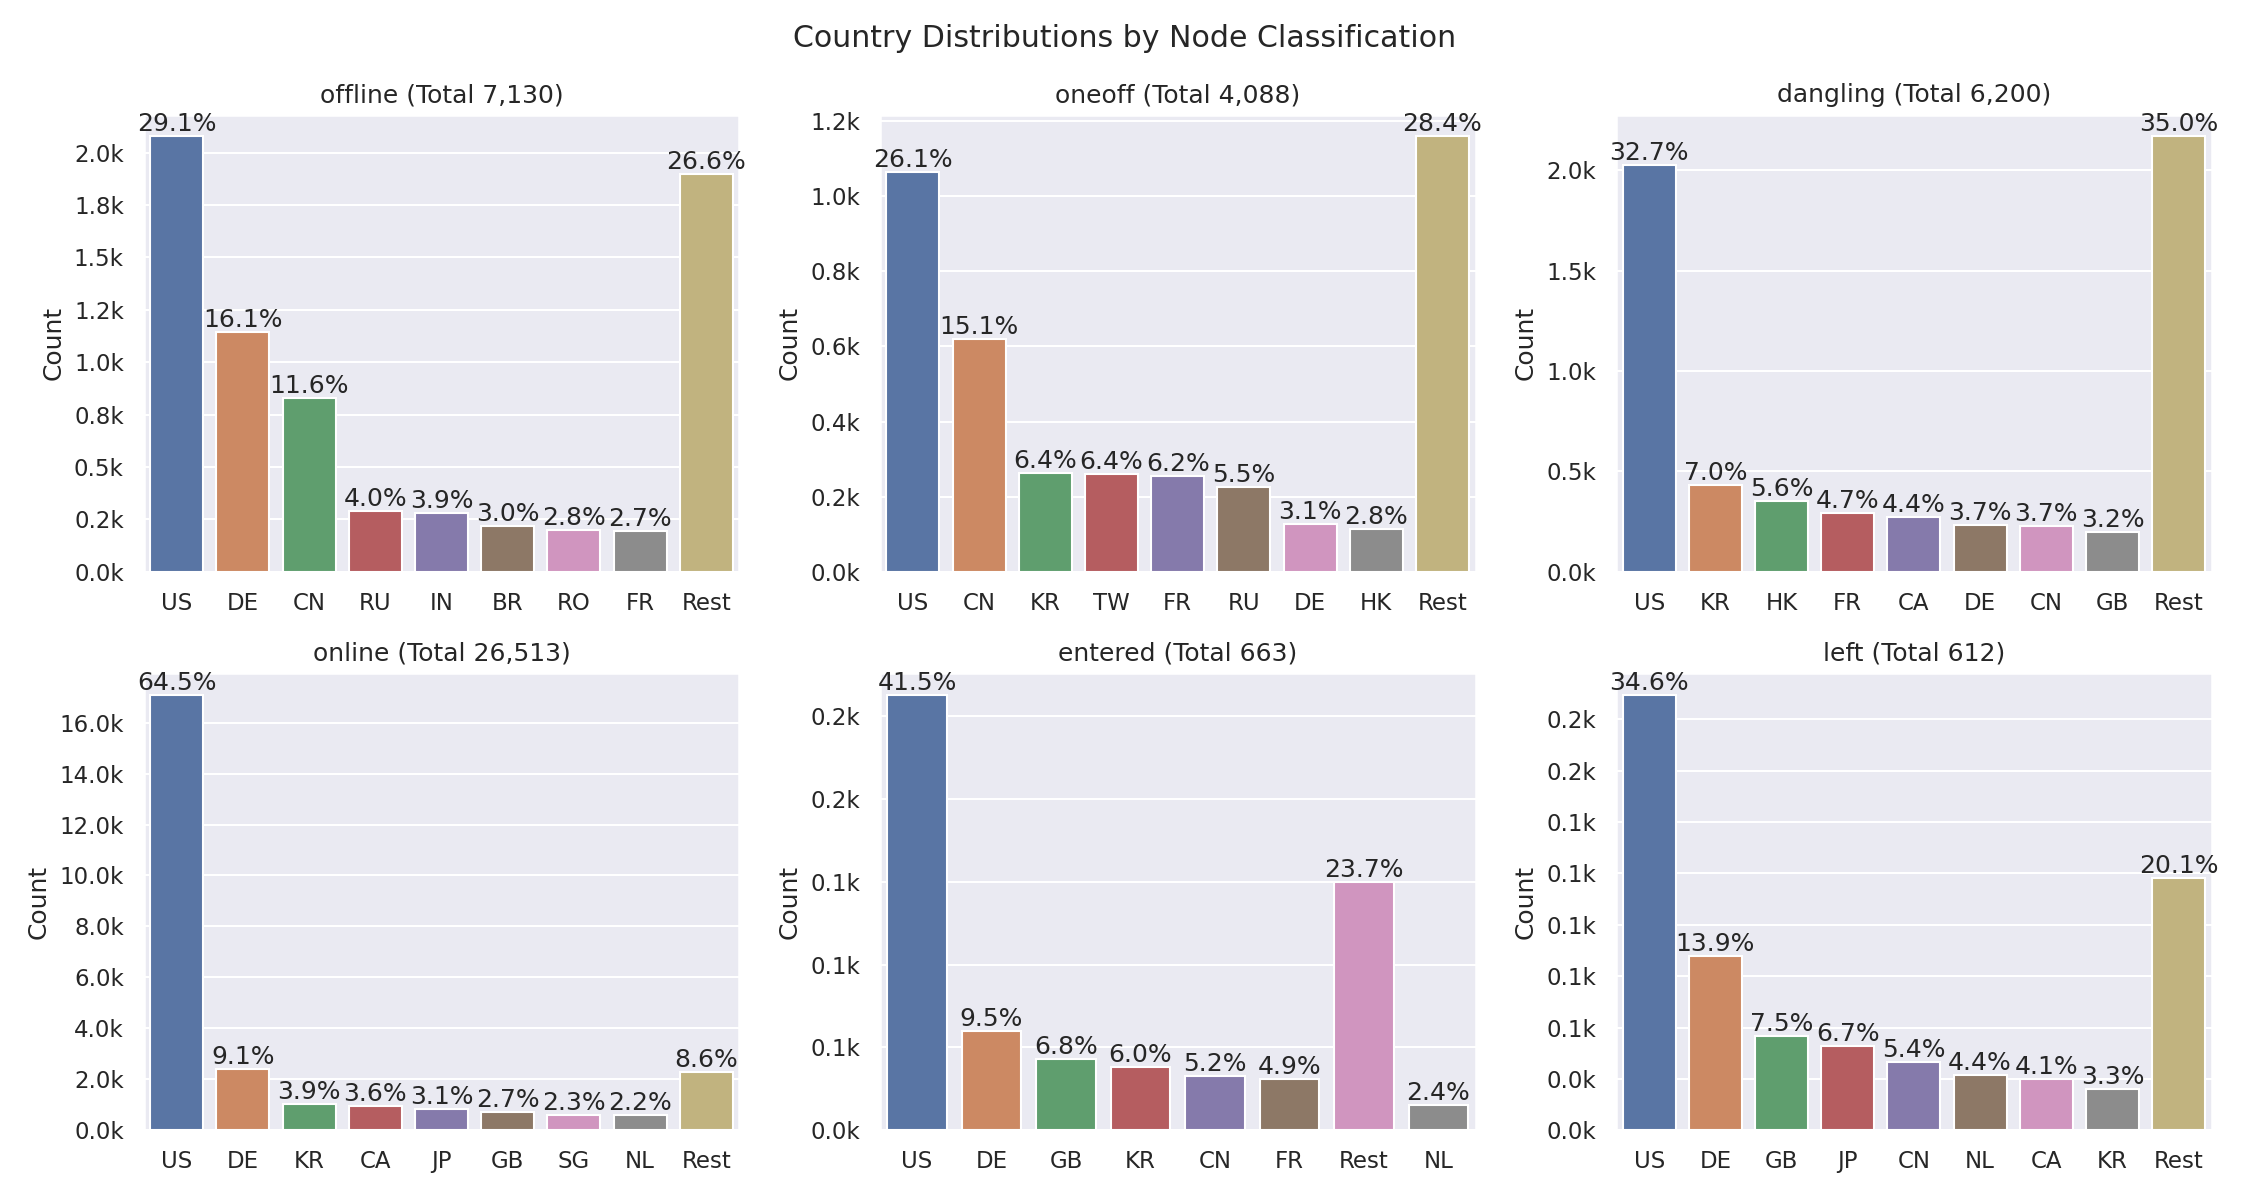 Country Distributions by Node Classification
offline (Total 7,130)
Count
2.0k
1.8k
1.5k
1.2k
1.0k
0.8k
0.5k
0.2k
0.0k
29.1%
16.1%
11.6%
4.0%
3.9%
3.0%
2.8%
2.7%
26.6%
US DE CN RU IN BR RO FR Rest
oneoff (Total 4,088)
Count
1.2k
1.0k
0.8k
0.6k
0.4k
0.2k
0.0k
26.1%
15.1%
6.4%
6.4%
6.2%
5.5%
3.1%
2.8%
28.4%
US CN KR TW FR RU DE HK Rest
dangling (Total 6,200)
Count
2.0k
1.5k
1.0k
0.5k
0.0k
32.7%
7.0%
5.6%
4.7%
4.4%
3.7%
3.7%
3.2%
35.0%
US KR HK FR CA DE CN GB Rest
online (Total 26,513)
Count
16.0k
14.0k
12.0k
10.0k
8.0k
6.0k
4.0k
2.0k
0.0k
64.5%
9.1%
3.9%
3.6%
3.1%
2.7%
2.3%
2.2%
8.6%
US DE KR CA JP GB SG NL Rest
entered (Total 663)
Count
0.2k
0.2k
0.1k
0.1k
0.1k
0.0k
41.5%
9.5%
6.8%
6.0%
5.2%
4.9%
23.7%
2.4%
US DE GB KR CN FR Rest NL
left (Total 612)
Count
0.2k
0.2k
0.1k
0.1k
0.1k
0.1k
0.1k
0.0k
0.0k
34.6%
13.9%
7.5%
6.7%
5.4%
4.4%
4.1%
3.3%
20.1%
US DE GB JP CN NL CA KR Rest